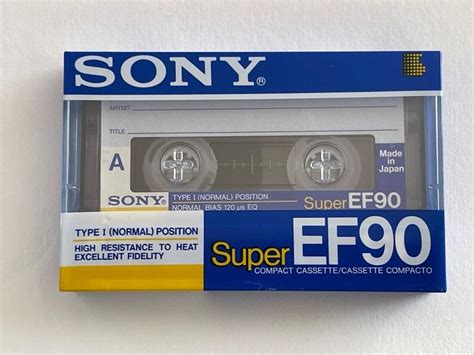 SONY®
ARTIST
TITLE
A
Made in
Japan
SONY TYPE I (NORMAL) POSITION
NORMAL BIAS 120 µs EQ
Super EF90
TYPE I (NORMAL) POSITION
HIGH RESISTANCE TO HEAT
EXCELLENT FIDELITY
Super EF90
COMPACT CASSETTE/CASSETTE COMPACTO